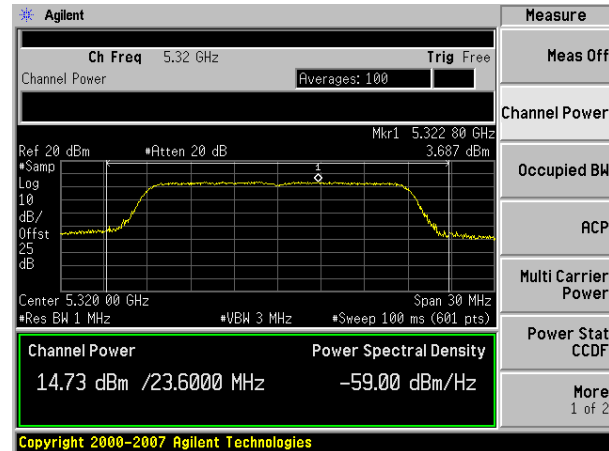 Agilent
Measure
Ch Freq 5.32 GHz Trig Free
Channel Power Averages: 100
Mkr1 5.322 80 GHz
Ref 20 dBm #Atten 20 dB 3.687 dBm
#Samp
Log
10
dB/
Offst
25
dB
1
Center 5.320 00 GHz Span 30 MHz
#Res BW 1 MHz #VBW 3 MHz #Sweep 100 ms (601 pts)
Channel Power Power Spectral Density
14.73 dBm /23.6000 MHz -59.00 dBm/Hz
Meas Off
Channel Power
Occupied BW
ACP
Multi Carrier
Power
Power Stat
CCDF
More
1 of 2
Copyright 2000-2007 Agilent Technologies